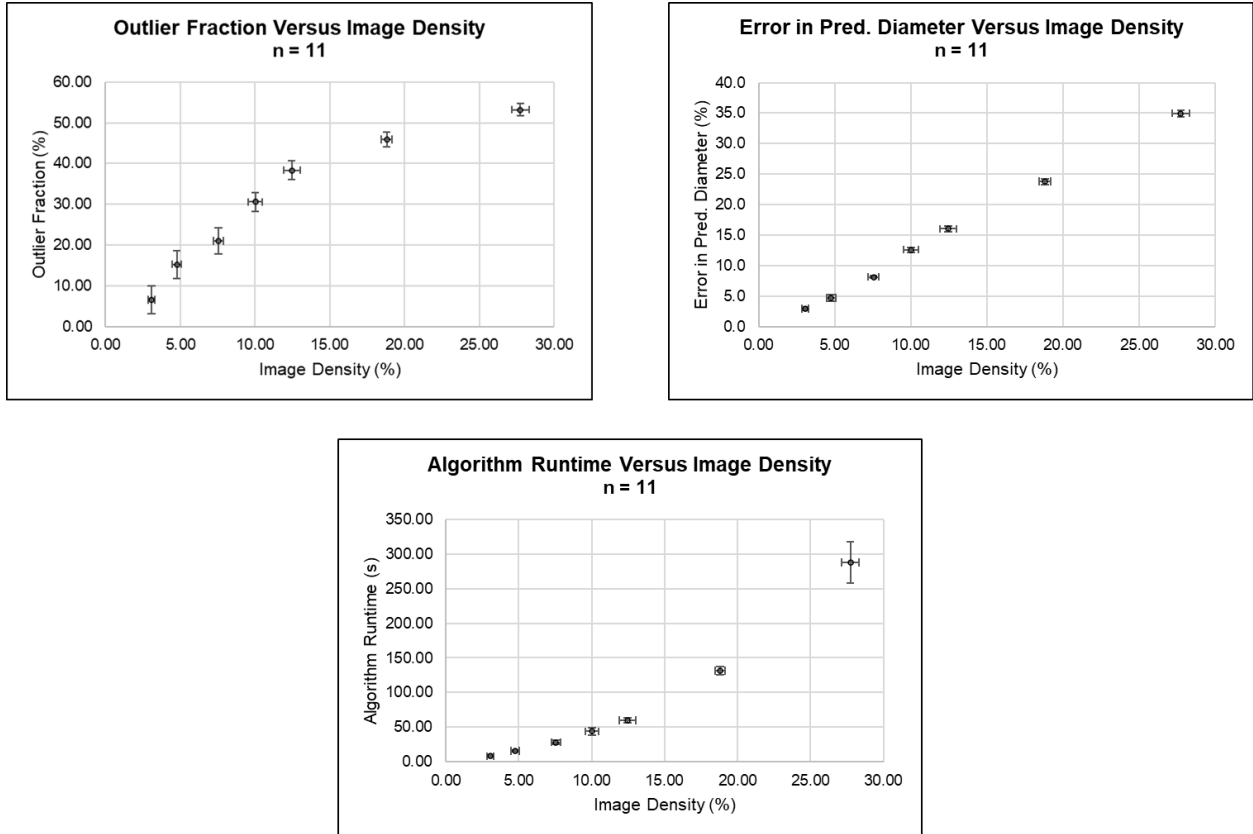 Outlier Fraction Versus Image Density
n = 11
60.00
50.00
40.00
30.00
20.00
10.00
0.00
Outlier Fraction (%)
0.00 5.00 10.00 15.00 20.00 25.00 30.00
Image Density (%)
Error in Pred. Diameter Versus Image Density
n = 11
40.0
35.0
30.0
25.0
20.0
15.0
10.0
5.0
0.0
Error in Pred. Diameter (%)
0.00 5.00 10.00 15.00 20.00 25.00 30.00
Image Density (%)
Algorithm Runtime Versus Image Density
n = 11
350.00
300.00
250.00
200.00
150.00
100.00
50.00
0.00
Algorithm Runtime (s)
0.00 5.00 10.00 15.00 20.00 25.00 30.00
Image Density (%)